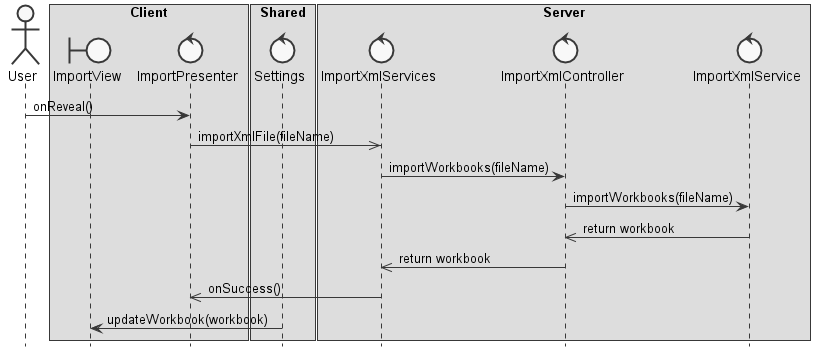 Client
Shared
Server
User
ImportView
ImportPresenter
Settings
ImportXmlServices
ImportXmlController
ImportXmlService
onReveal()
importXmlFile(fileName)
importWorkbooks(fileName)
importWorkbooks(fileName)
return workbook
return workbook
onSuccess()
updateWorkbook(workbook)